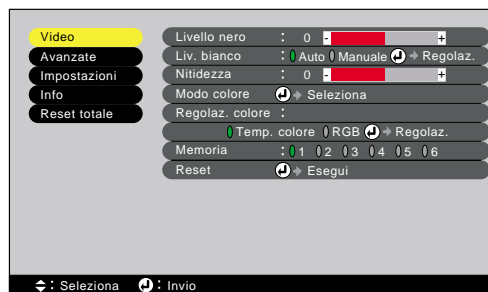 Video
Avanzate
Impostazioni
Info
Reset totale
Livello nero : 0 - +
Liv. bianco : Auto Manuale Regolaz.
Nitidezza : 0 - +
Modo colore Seleziona
Regolaz. colore :
Temp. colore RGB Regolaz.
Memoria : 1 2 3 4 5 6
Reset Esegui
: Seleziona : Invio